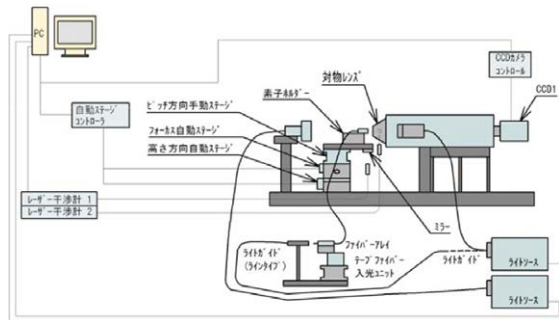 PC
CCDカメラ
コントロール
CCD1
対物レンズ
素子ホルダー
ピッチ方向手動ステージ
フォーカス自動ステージ
高さ方向自動ステージ
自動ステージ
コントローラ
レーザー干渉計 1
レーザー干渉計 2
ミラー
ライトガイド
(ラインタイプ)
ファイバーアレイ
テープファイバー
入光ユニット
ライトガイド
ライトソース
ライトソース